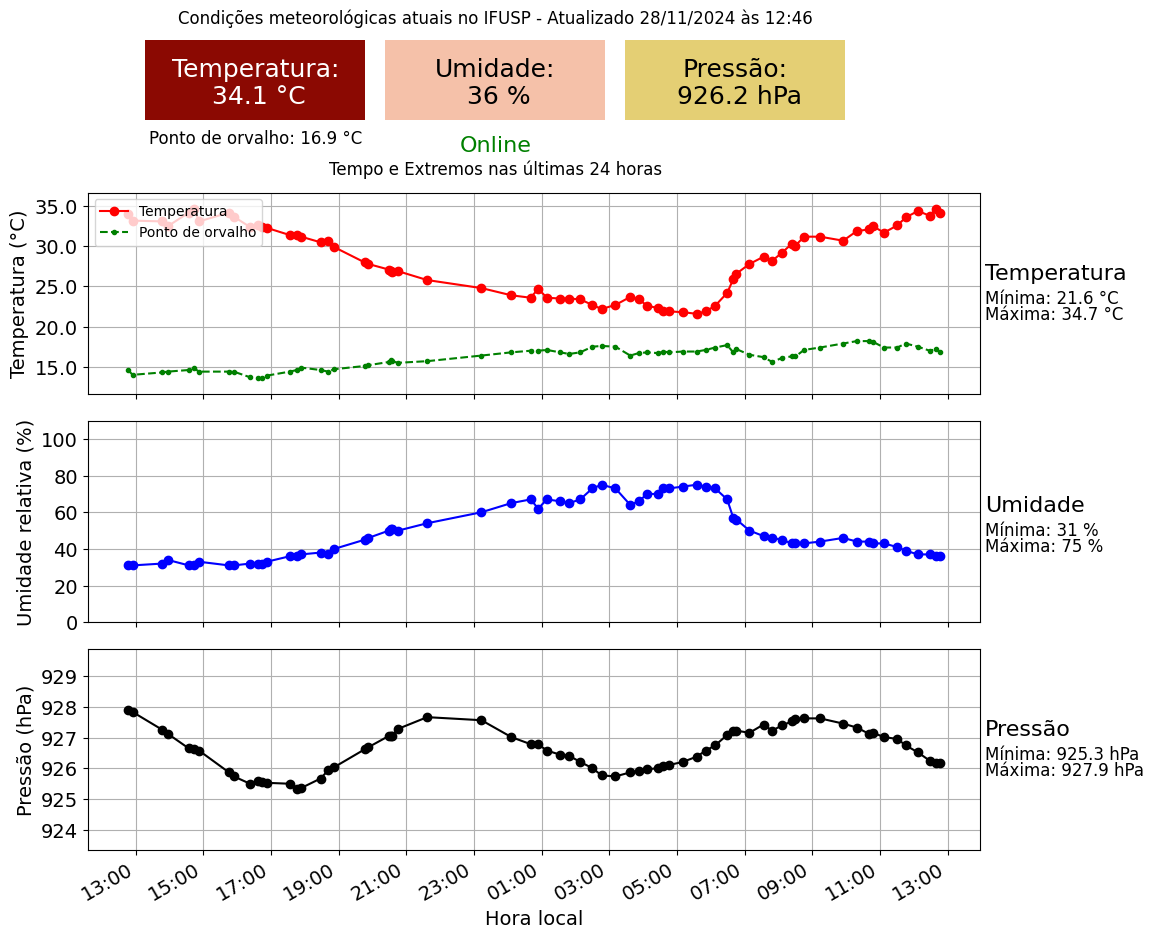 Condições meteorológicas atuais no IFUSP - Atualizado 28/11/2024 às 12:46
Temperatura:
34.1 °C
Umidade:
36 %
Pressão:
926.2 hPa
Ponto de orvalho: 16.9 °C
Online
Tempo e Extremos nas últimas 24 horas
Temperatura (°C)
35.0
30.0
25.0
20.0
15.0
Temperatura
Ponto de orvalho
Temperatura
Mínima: 21.6 °C
Máxima: 34.7 °C
Umidade relativa (%)
100
80
60
40
20
0
Umidade
Mínima: 31 %
Máxima: 75 %
Pressão (hPa)
929
928
927
926
925
924
Pressão
Mínima: 925.3 hPa
Máxima: 927.9 hPa
13:00
15:00
17:00
19:00
21:00
23:00
01:00
03:00
05:00
07:00
09:00
11:00
13:00
Hora local